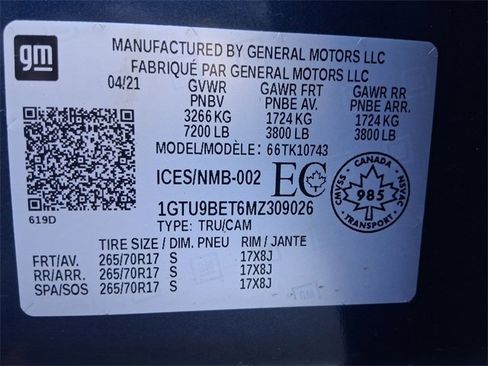 gm
MANUFACTURED BY GENERAL MOTORS LLC
FABRIQUÉ PAR GENERAL MOTORS LLC
04/21 GVWR GAWR FRT GAWR RR
PNBV PNBE AV. PNBE ARR.
3266 KG 1724 KG 1724 KG
7200 LB 3800 LB 3800 LB
MODEL/MODÈLE: 66TK10743
ICES/NMB-002 EC
CANADA
CMVSS 985 NSVAC
TRANSPORT
619D
1GTU9BET6MZ309026
TYPE: TRU/CAM
TIRE SIZE / DIM. PNEU RIM / JANTE
FRT/AV. 265/70R17 S 17X8J
RR/ARR. 265/70R17 S 17X8J
SPA/SOS 265/70R17 S 17X8J